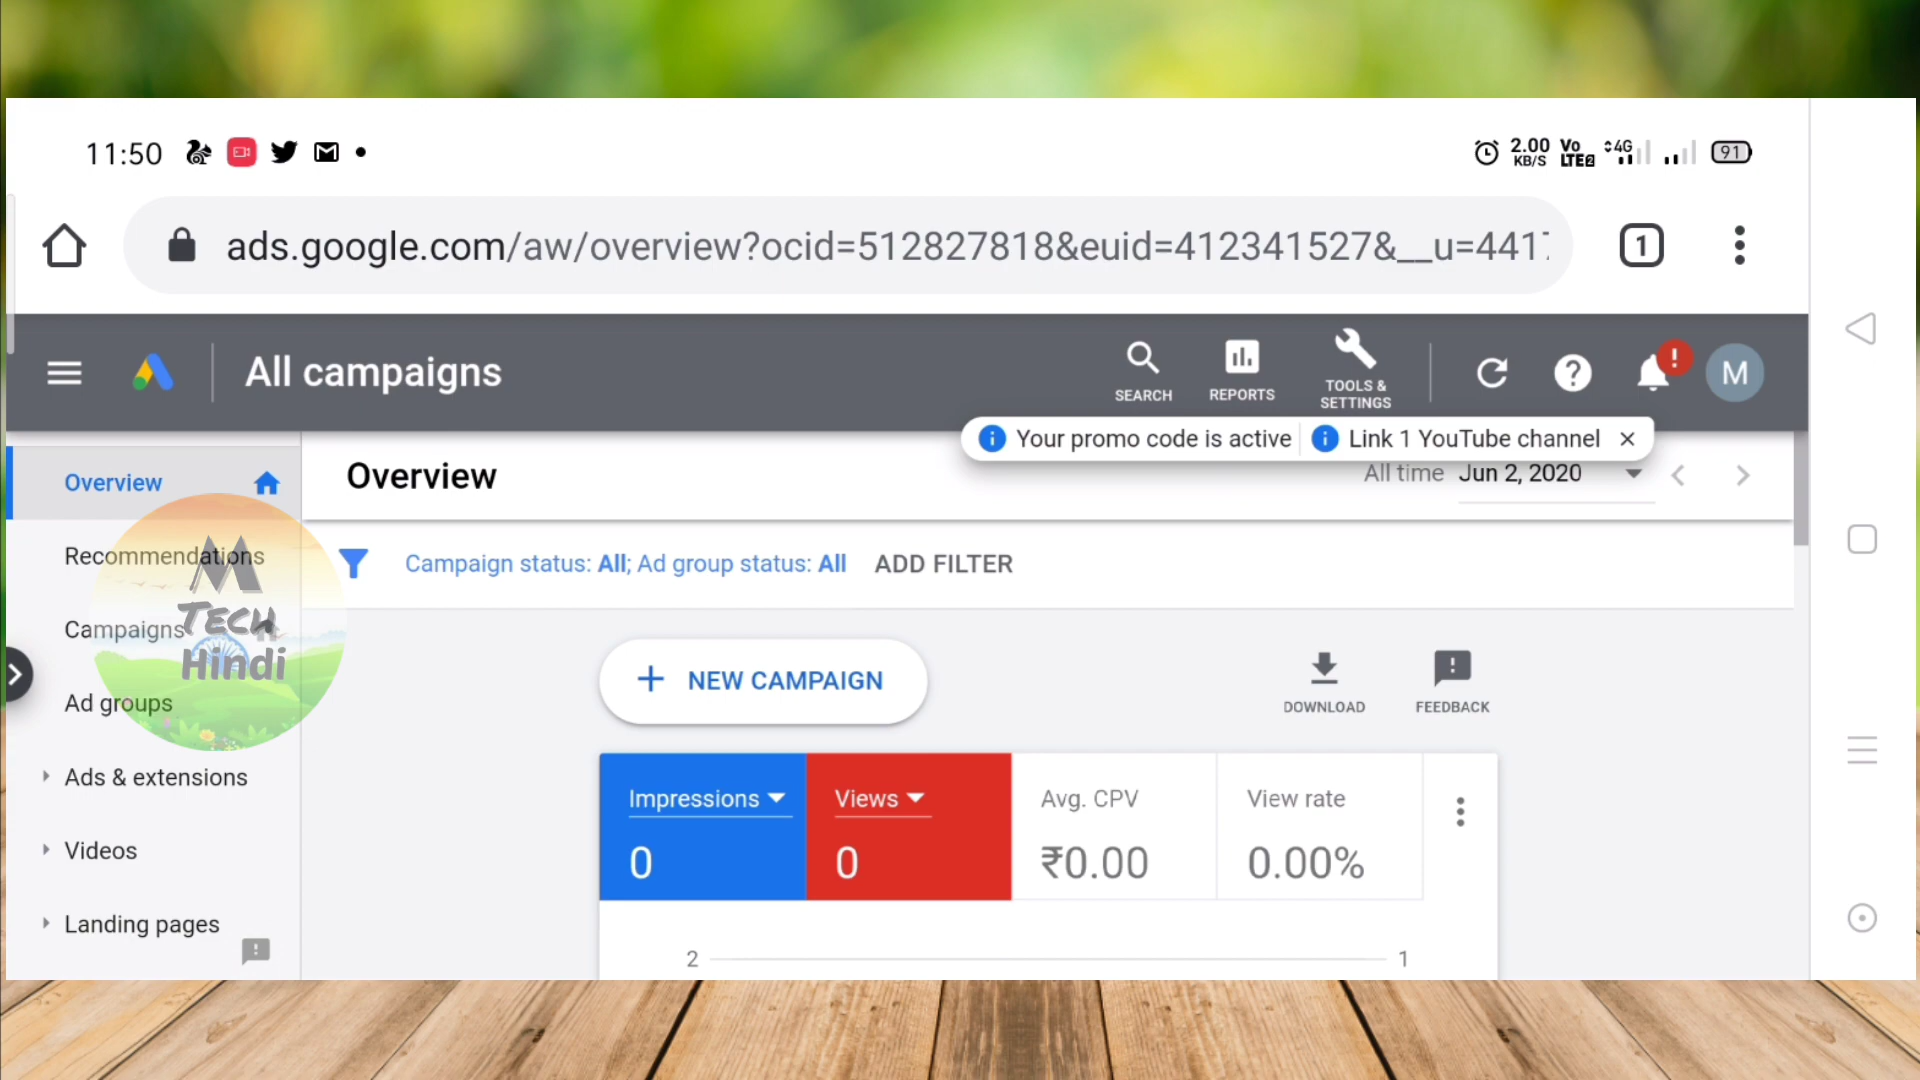 11:50
2.00 KB/S Vo LTE2 4G 91
ads.google.com/aw/overview?ocid=512827818&euid=412341527&__u=441
1
All campaigns
SEARCH
REPORTS
TOOLS & SETTINGS
M
Your promo code is active
Link 1 YouTube channel
Overview
Overview
All time Jun 2, 2020
Recommendations
Campaign status: All; Ad group status: All ADD FILTER
M
Tech
Hindi
Campaigns
NEW CAMPAIGN
DOWNLOAD
FEEDBACK
Ad groups
Ads & extensions
Impressions
Views
Avg. CPV
View rate
0
0
₹0.00
0.00%
Videos
Landing pages
2
1